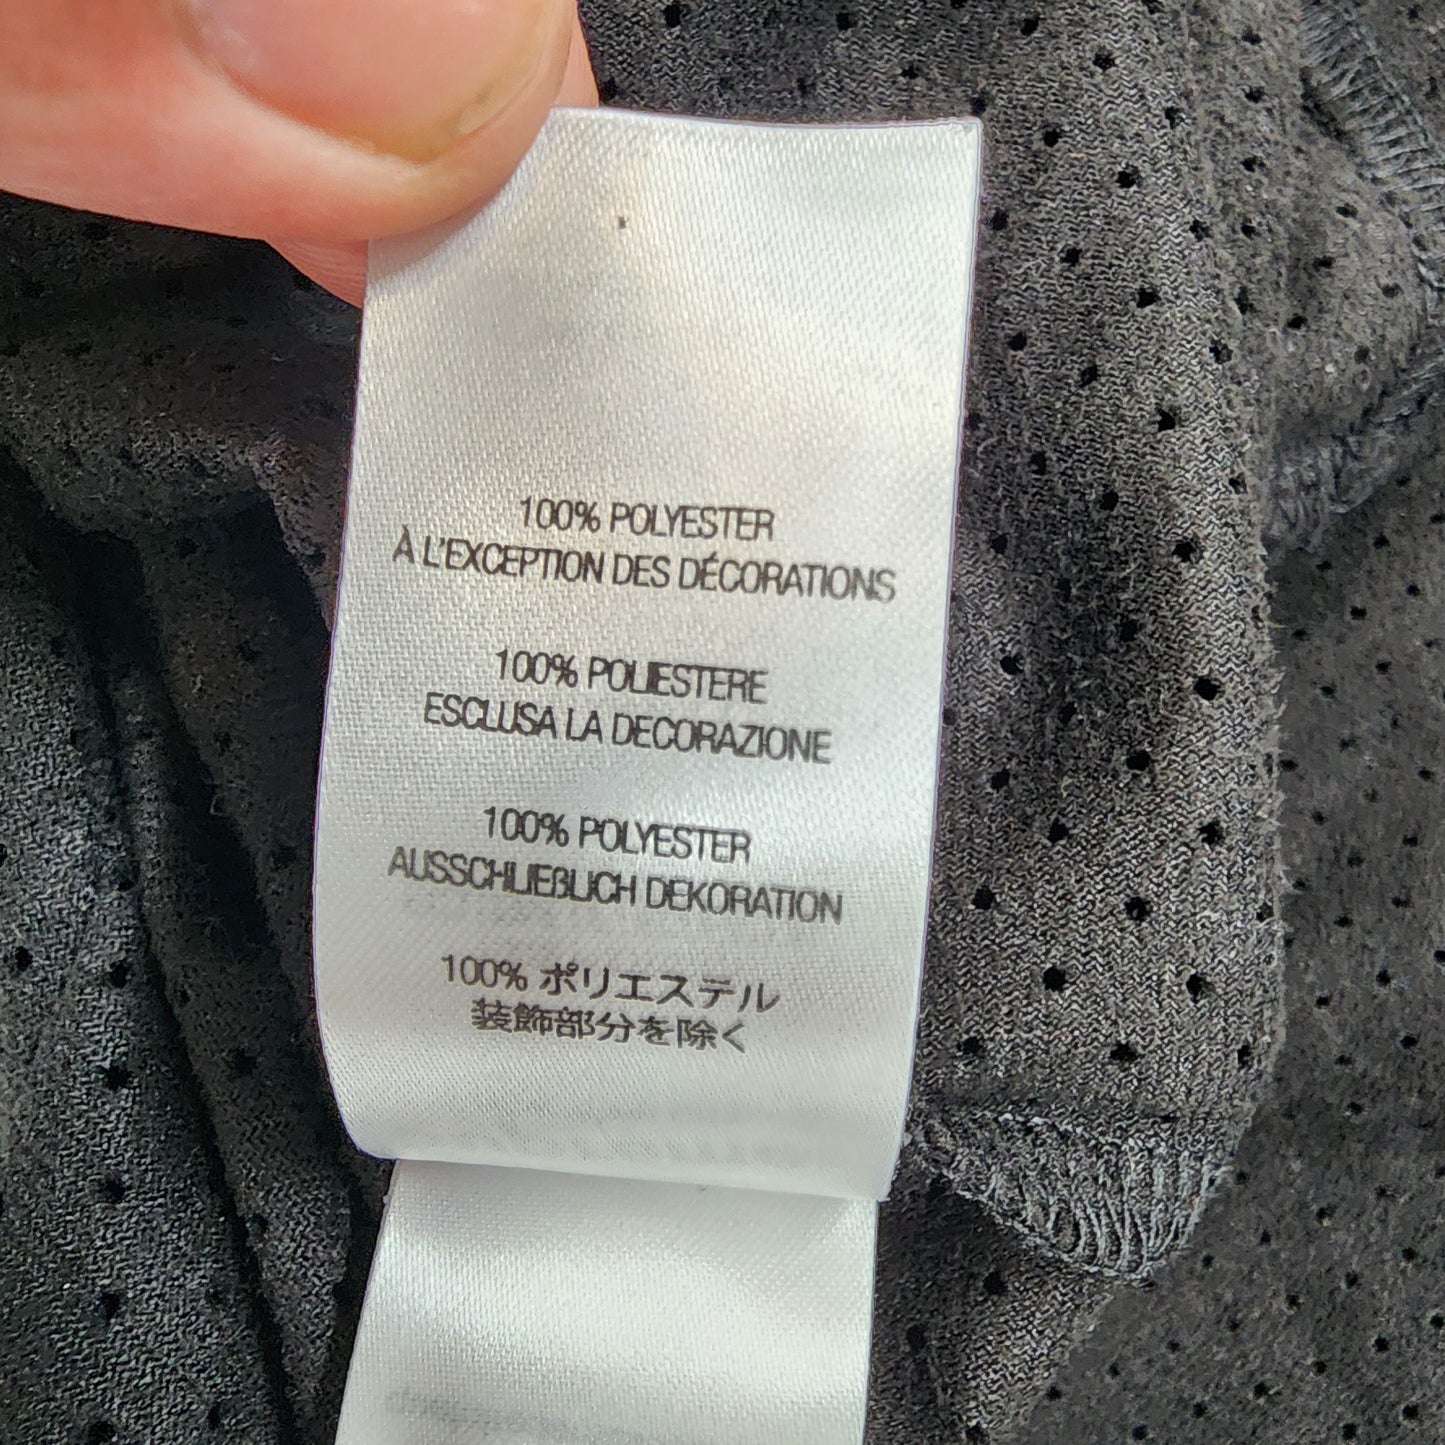 100% POLYESTER
À L'EXCEPTION DES DÉCORATIONS
100% POLIESTERE
ESCLUSA LA DECORAZIONE
100% POLYESTER
AUSSCHLIEßLICH DEKORATION
100% ポリエステル
装飾部分を除く